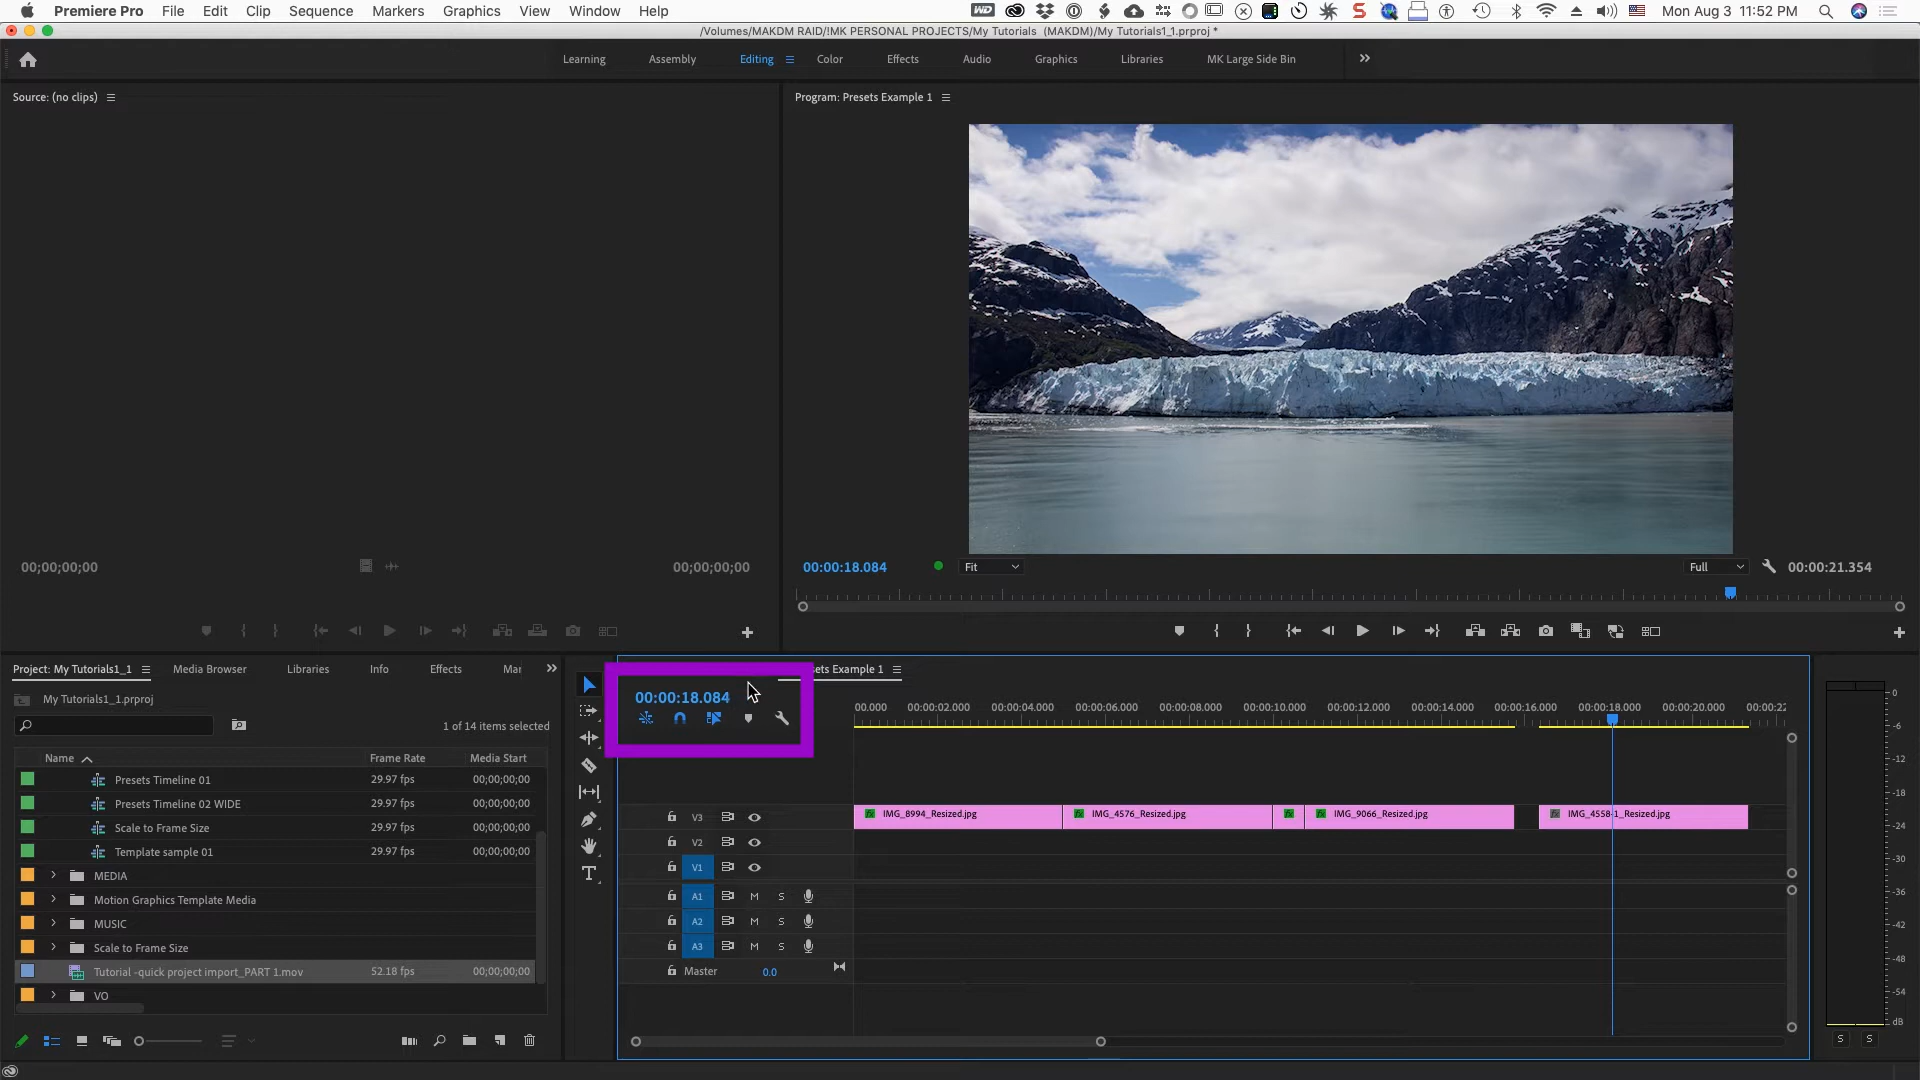 Premiere Pro File Edit Clip Sequence Markers Graphics View Window Help
Mon Aug 3 11:52 PM
/Volumes/MAKDM RAID/!MK PERSONAL PROJECTS/My Tutorials (MAKDM)/My Tutorials1_1.prproj *
Learning Assembly Editing Color Effects Audio Graphics Libraries MK Large Side Bin
Source: (no clips)
Program: Presets Example 1
00;00;00;00
00;00;00;00
00:00:18.084
Fit
Full
00:00:21.354
Project: My Tutorials1_1 Media Browser Libraries Info Effects Mar
My Tutorials1_1.prproj
1 of 14 items selected
Name Frame Rate Media Start
Presets Timeline 01 29.97 fps 00;00;00;00
Presets Timeline 02 WIDE 29.97 fps 00;00;00;00
Scale to Frame Size 29.97 fps 00;00;00;00
Template sample 01 29.97 fps 00;00;00;00
MEDIA
Motion Graphics Template Media
MUSIC
Scale to Frame Size
Tutorial -quick project import_PART 1.mov 52.18 fps 00;00;00;00
VO
sets Example 1
00:00:18.084
00.000 00:00:02.000 00:00:04.000 00:00:06.000 00:00:08.000 00:00:10.000 00:00:12.000 00:00:14.000 00:00:16.000 00:00:18.000 00:00:20.000 00:00:22
V3
fx IMG_8994_Resized.jpg fx IMG_4576_Resized.jpg fx fx IMG_9066_Resized.jpg fx IMG_4558-1_Resized.jpg
V2
V1
A1 M S
A2 M S
A3 M S
Master 0.0
0
-6
-12
-18
-24
-30
-36
-42
-48
-54
dB
S S